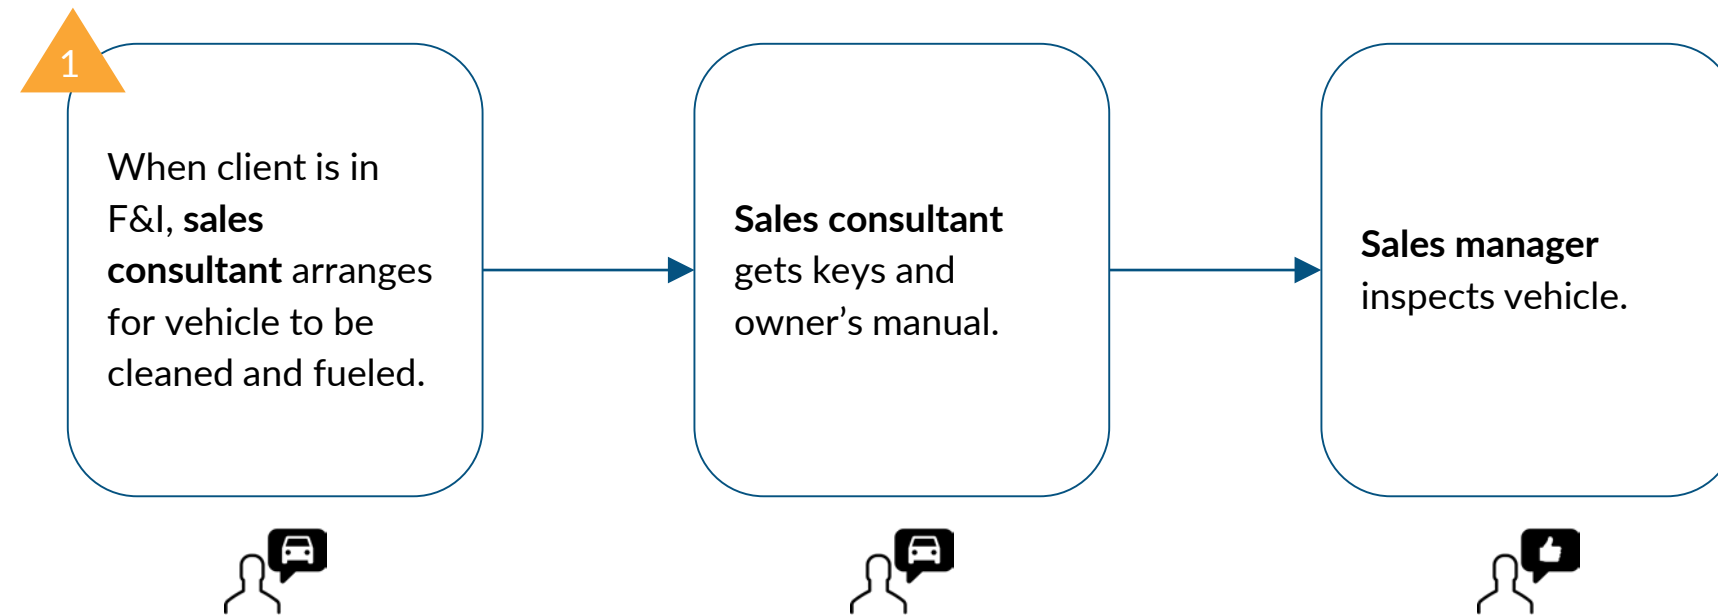 1
When client is in
F&I, sales
consultant arranges
for vehicle to be
cleaned and fueled.
Sales consultant
gets keys and
owner’s manual.
Sales manager
inspects vehicle.